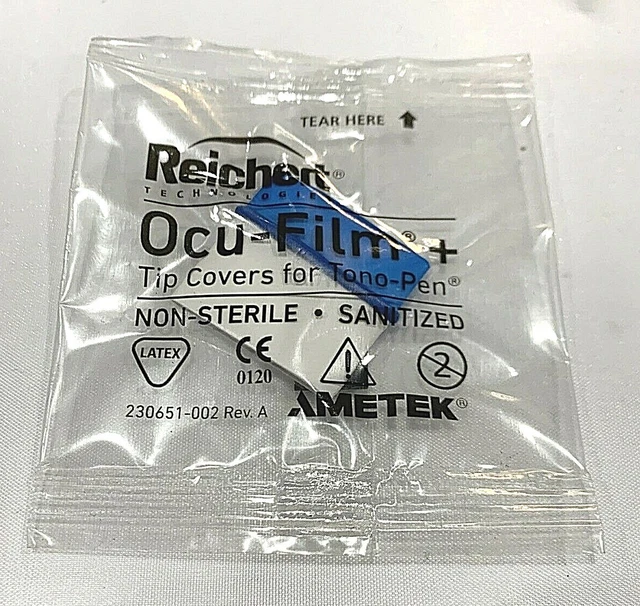 TEAR HERE
Reichert®
TECHNOLOGIES
Ocu-Film® +
Tip Covers for Tono-Pen®
NON-STERILE • SANITIZED
LATEX CE 2
0120
230651-002 Rev. A AMETEK®